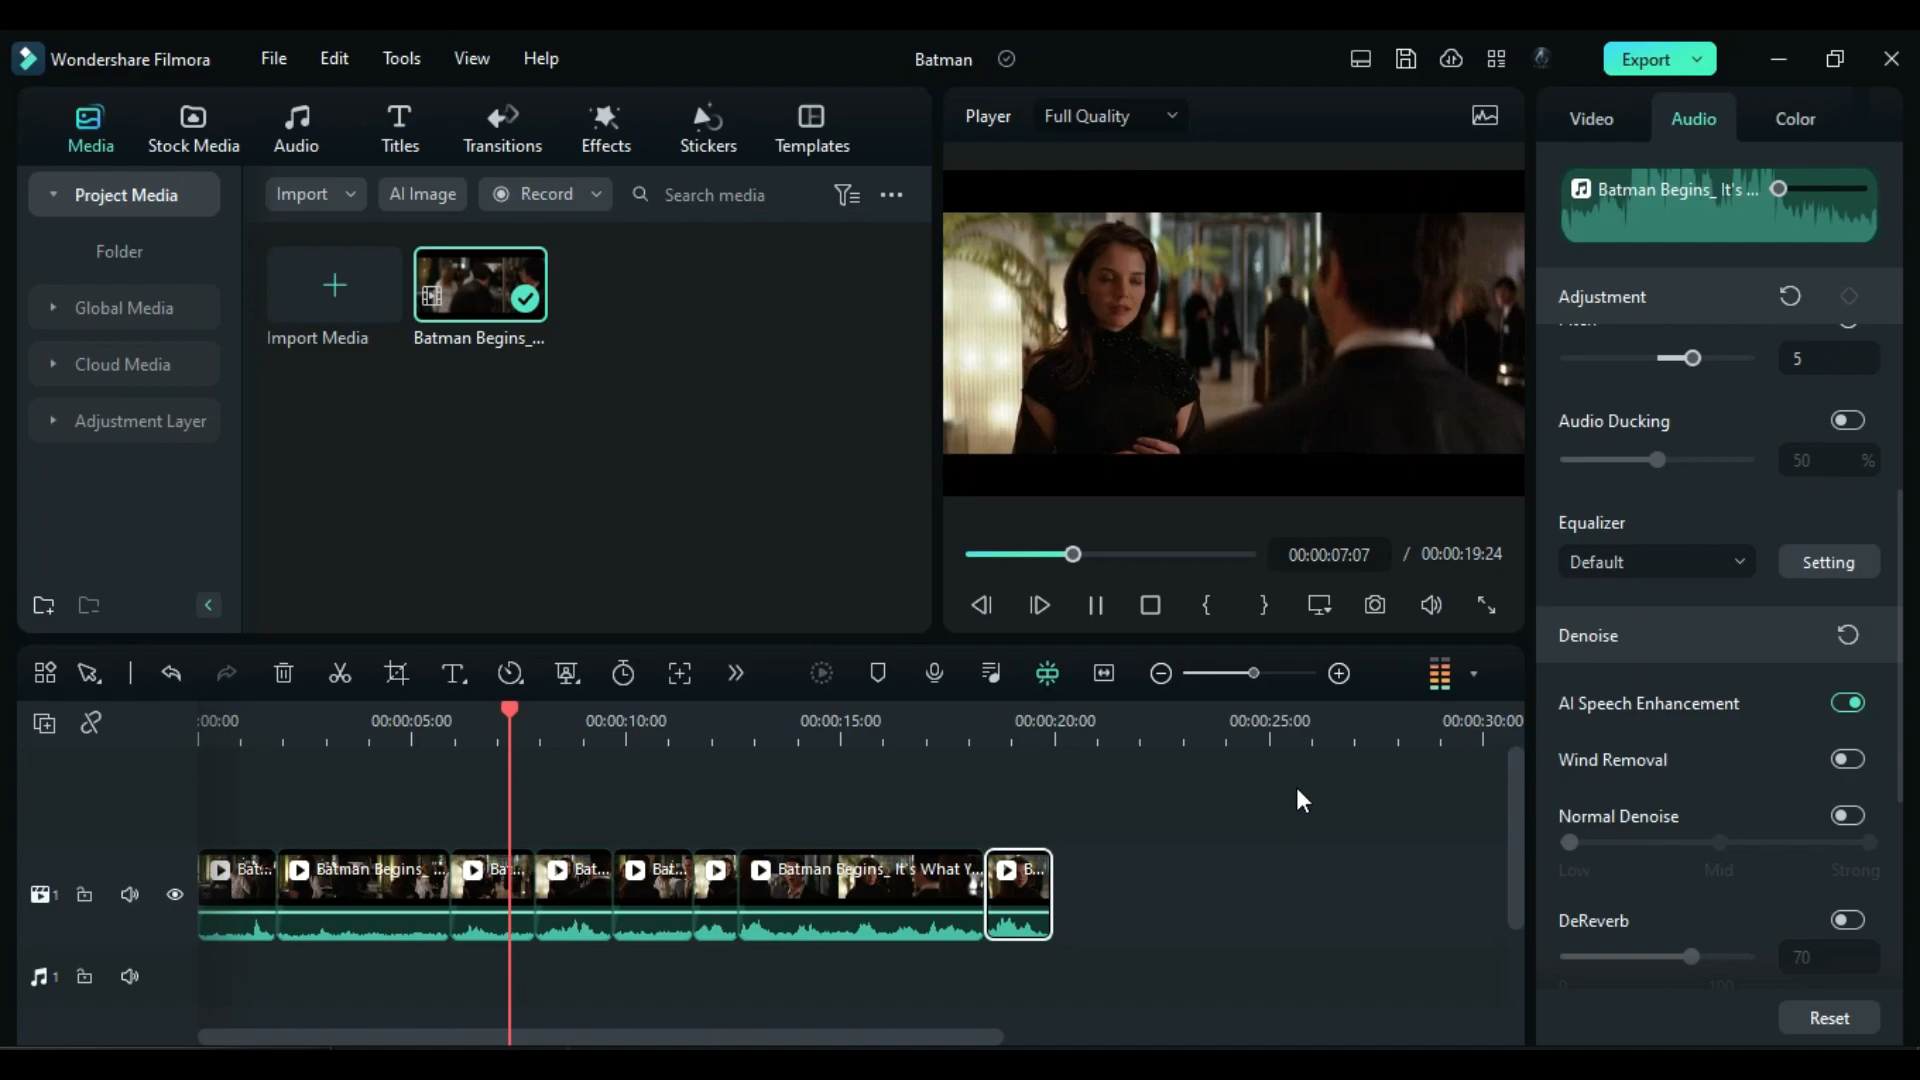 Wondershare Filmora
File
Edit
Tools
View
Help
Batman
Export
Media
Stock Media
Audio
Titles
Transitions
Effects
Stickers
Templates
Player
Full Quality
Video
Audio
Color
Project Media
Folder
Global Media
Cloud Media
Adjustment Layer
Import
AI Image
Record
Search media
Import Media
Batman Begins_...
Batman Begins_ It's ...
Adjustment
5
Audio Ducking
50 %
Equalizer
Default
Setting
Denoise
AI Speech Enhancement
Wind Removal
Normal Denoise
Low
Mid
Strong
DeReverb
70
0
100
Reset
00:00:07:07 / 00:00:19:24
:00:00
00:00:05:00
00:00:10:00
00:00:15:00
00:00:20:00
00:00:25:00
00:00:30:00
1
Bat...
Batman Begins_ ...
Ba...
Bat...
Bat...
Batman Begins_ It's What Y...
B...
1